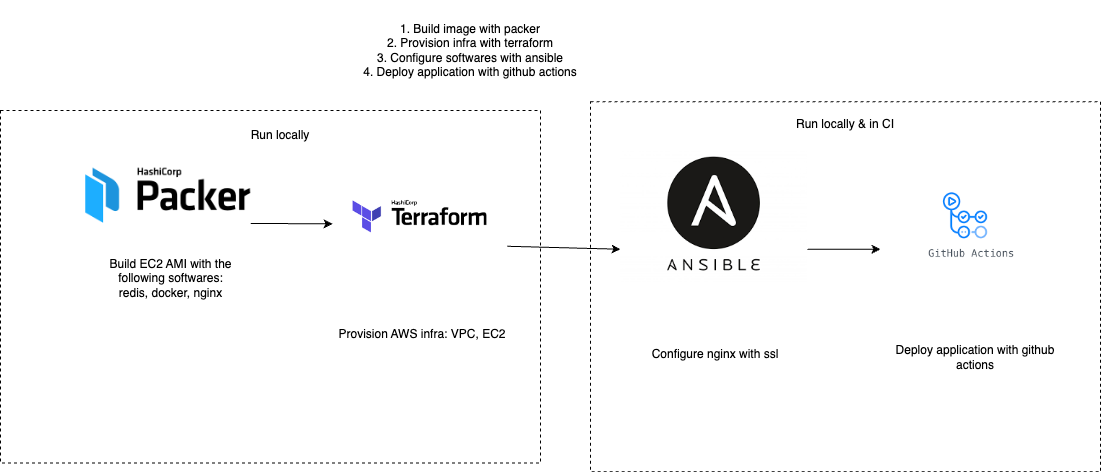 1. Build image with packer
2. Provision infra with terraform
3. Configure softwares with ansible
4. Deploy application with github actions
Run locally
HashiCorp
Packer
Build EC2 AMI with the
following softwares:
redis, docker, nginx
HashiCorp
Terraform
Provision AWS infra: VPC, EC2
Run locally & in CI
ANSIBLE
Configure nginx with ssl
GitHub Actions
Deploy application with github
actions